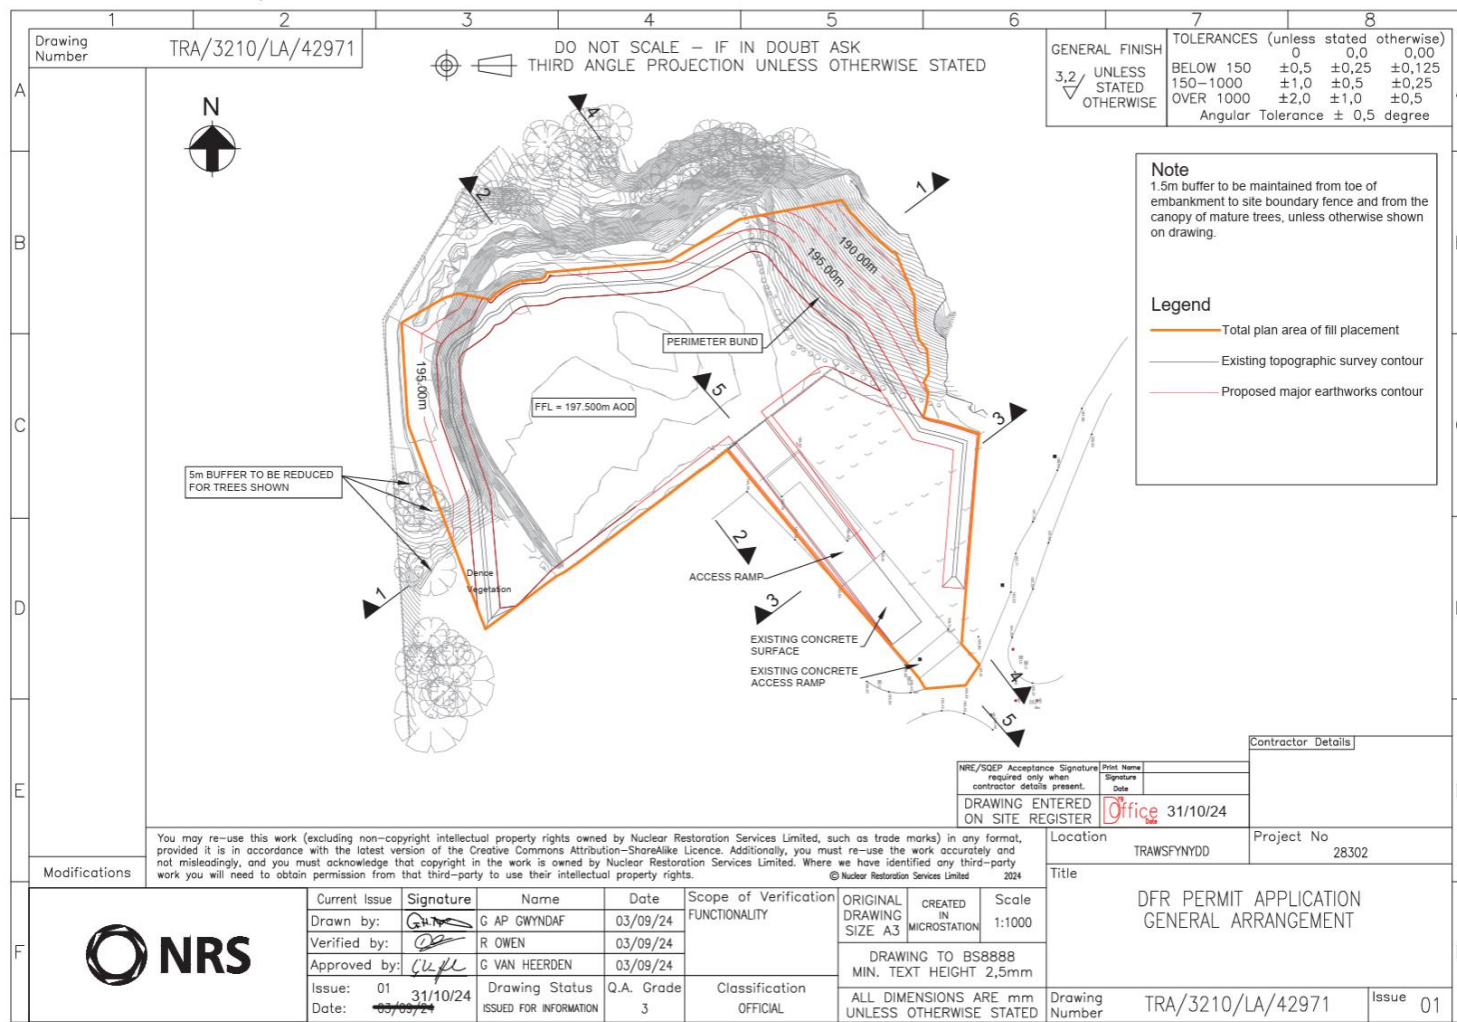 1 2 3 4 5 6 7 8
Drawing Number
TRA/3210/LA/42971
DO NOT SCALE – IF IN DOUBT ASK
THIRD ANGLE PROJECTION UNLESS OTHERWISE STATED
GENERAL FINISH
3,2 UNLESS STATED OTHERWISE
TOLERANCES (unless stated otherwise)
0 0,0 0,00
BELOW 150 ±0,5 ±0,25 ±0,125
150–1000 ±1,0 ±0,5 ±0,25
OVER 1000 ±2,0 ±1,0 ±0,5
Angular Tolerance ± 0,5 degree
A
N
4
2
1
Note
1.5m buffer to be maintained from toe of
embankment to site boundary fence and from the
canopy of mature trees, unless otherwise shown
on drawing.
B
190.00m
195.00m
Legend
Total plan area of fill placement
Existing topographic survey contour
Proposed major earthworks contour
PERIMETER BUND
195.00m
5
FFL = 197.500m AOD
C
3
5m BUFFER TO BE REDUCED
FOR TREES SHOWN
2
Dence
Vegetation
ACCESS RAMP
1
3
D
EXISTING CONCRETE
SURFACE
EXISTING CONCRETE
ACCESS RAMP
4
5
Contractor Details
NRE/SQEP Acceptance Signature
required only when
contractor details present.
Print Name
Signature
Date
E
DRAWING ENTERED
ON SITE REGISTER
Office
Date
31/10/24
You may re-use this work (excluding non-copyright intellectual property rights owned by Nuclear Restoration Services Limited, such as trade marks) in any format,
provided it is in accordance with the latest version of the Creative Commons Attribution-ShareAlike Licence. Additionally, you must re-use the work accurately and
not misleadingly, and you must acknowledge that copyright in the work is owned by Nuclear Restoration Services Limited. Where we have identified any third-party
work you will need to obtain permission from that third-party to use their intellectual property rights.
© Nuclear Restoration Services Limited 2024
Location
TRAWSFYNYDD
Project No
28302
Modifications
Title
DFR PERMIT APPLICATION
GENERAL ARRANGEMENT
F
NRS
Current Issue Signature Name Date
Drawn by: G AP GWYNDAF 03/09/24
Verified by: R OWEN 03/09/24
Approved by: G VAN HEERDEN 03/09/24
Issue: 01
Date: 03/09/24
31/10/24
Drawing Status
ISSUED FOR INFORMATION
Q.A. Grade
3
Scope of Verification
FUNCTIONALITY
Classification
OFFICIAL
ORIGINAL
DRAWING
SIZE A3
CREATED
IN
MICROSTATION
Scale
1:1000
DRAWING TO BS8888
MIN. TEXT HEIGHT 2,5mm
ALL DIMENSIONS ARE mm
UNLESS OTHERWISE STATED
Drawing Number
TRA/3210/LA/42971
Issue 01